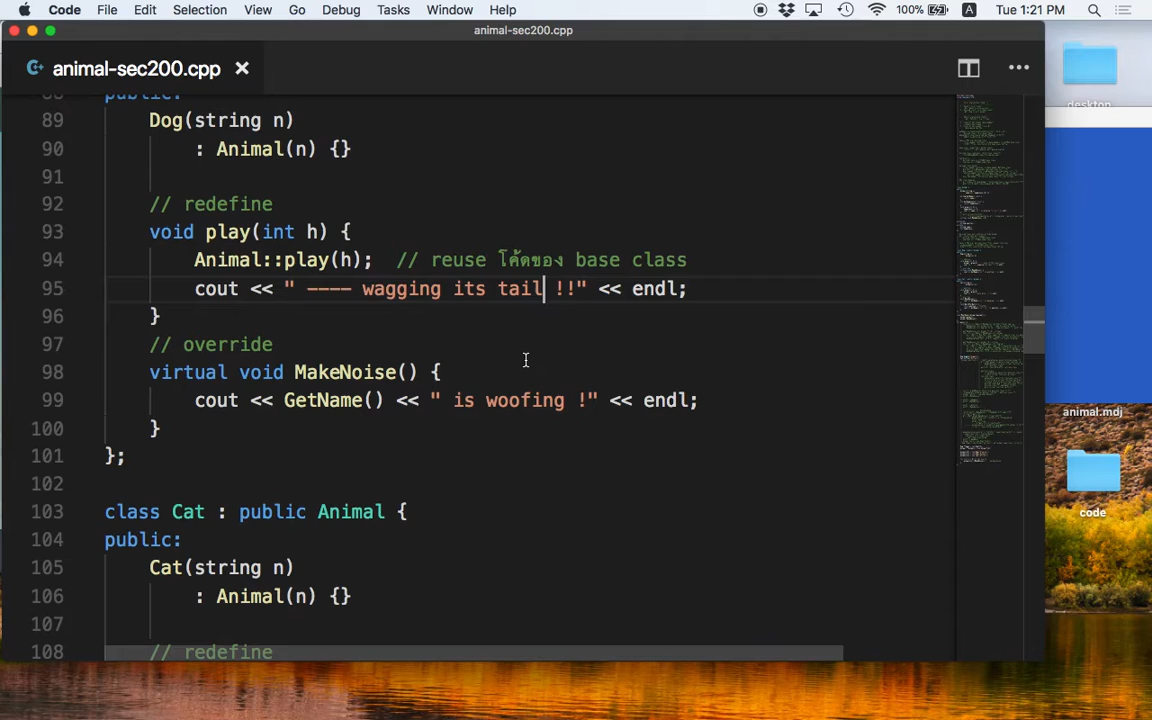 Code File Edit Selection View Go Debug Tasks Window Help 100% A Tue 1:21 PM
animal-sec200.cpp
animal-sec200.cpp
desktop
88 public:
89 Dog(string n)
90 : Animal(n) {}
91
92 // redefine
93 void play(int h) {
94 Animal::play(h); // reuse โค้ดของ base class
95 cout << " ---- wagging its tail !!" << endl;
96 }
97 // override
98 virtual void MakeNoise() {
99 cout << GetName() << " is woofing !" << endl;
100 }
101 };
102
103 class Cat : public Animal {
104 public:
105 Cat(string n)
106 : Animal(n) {}
107
108 // redefine
animal.mdj
code